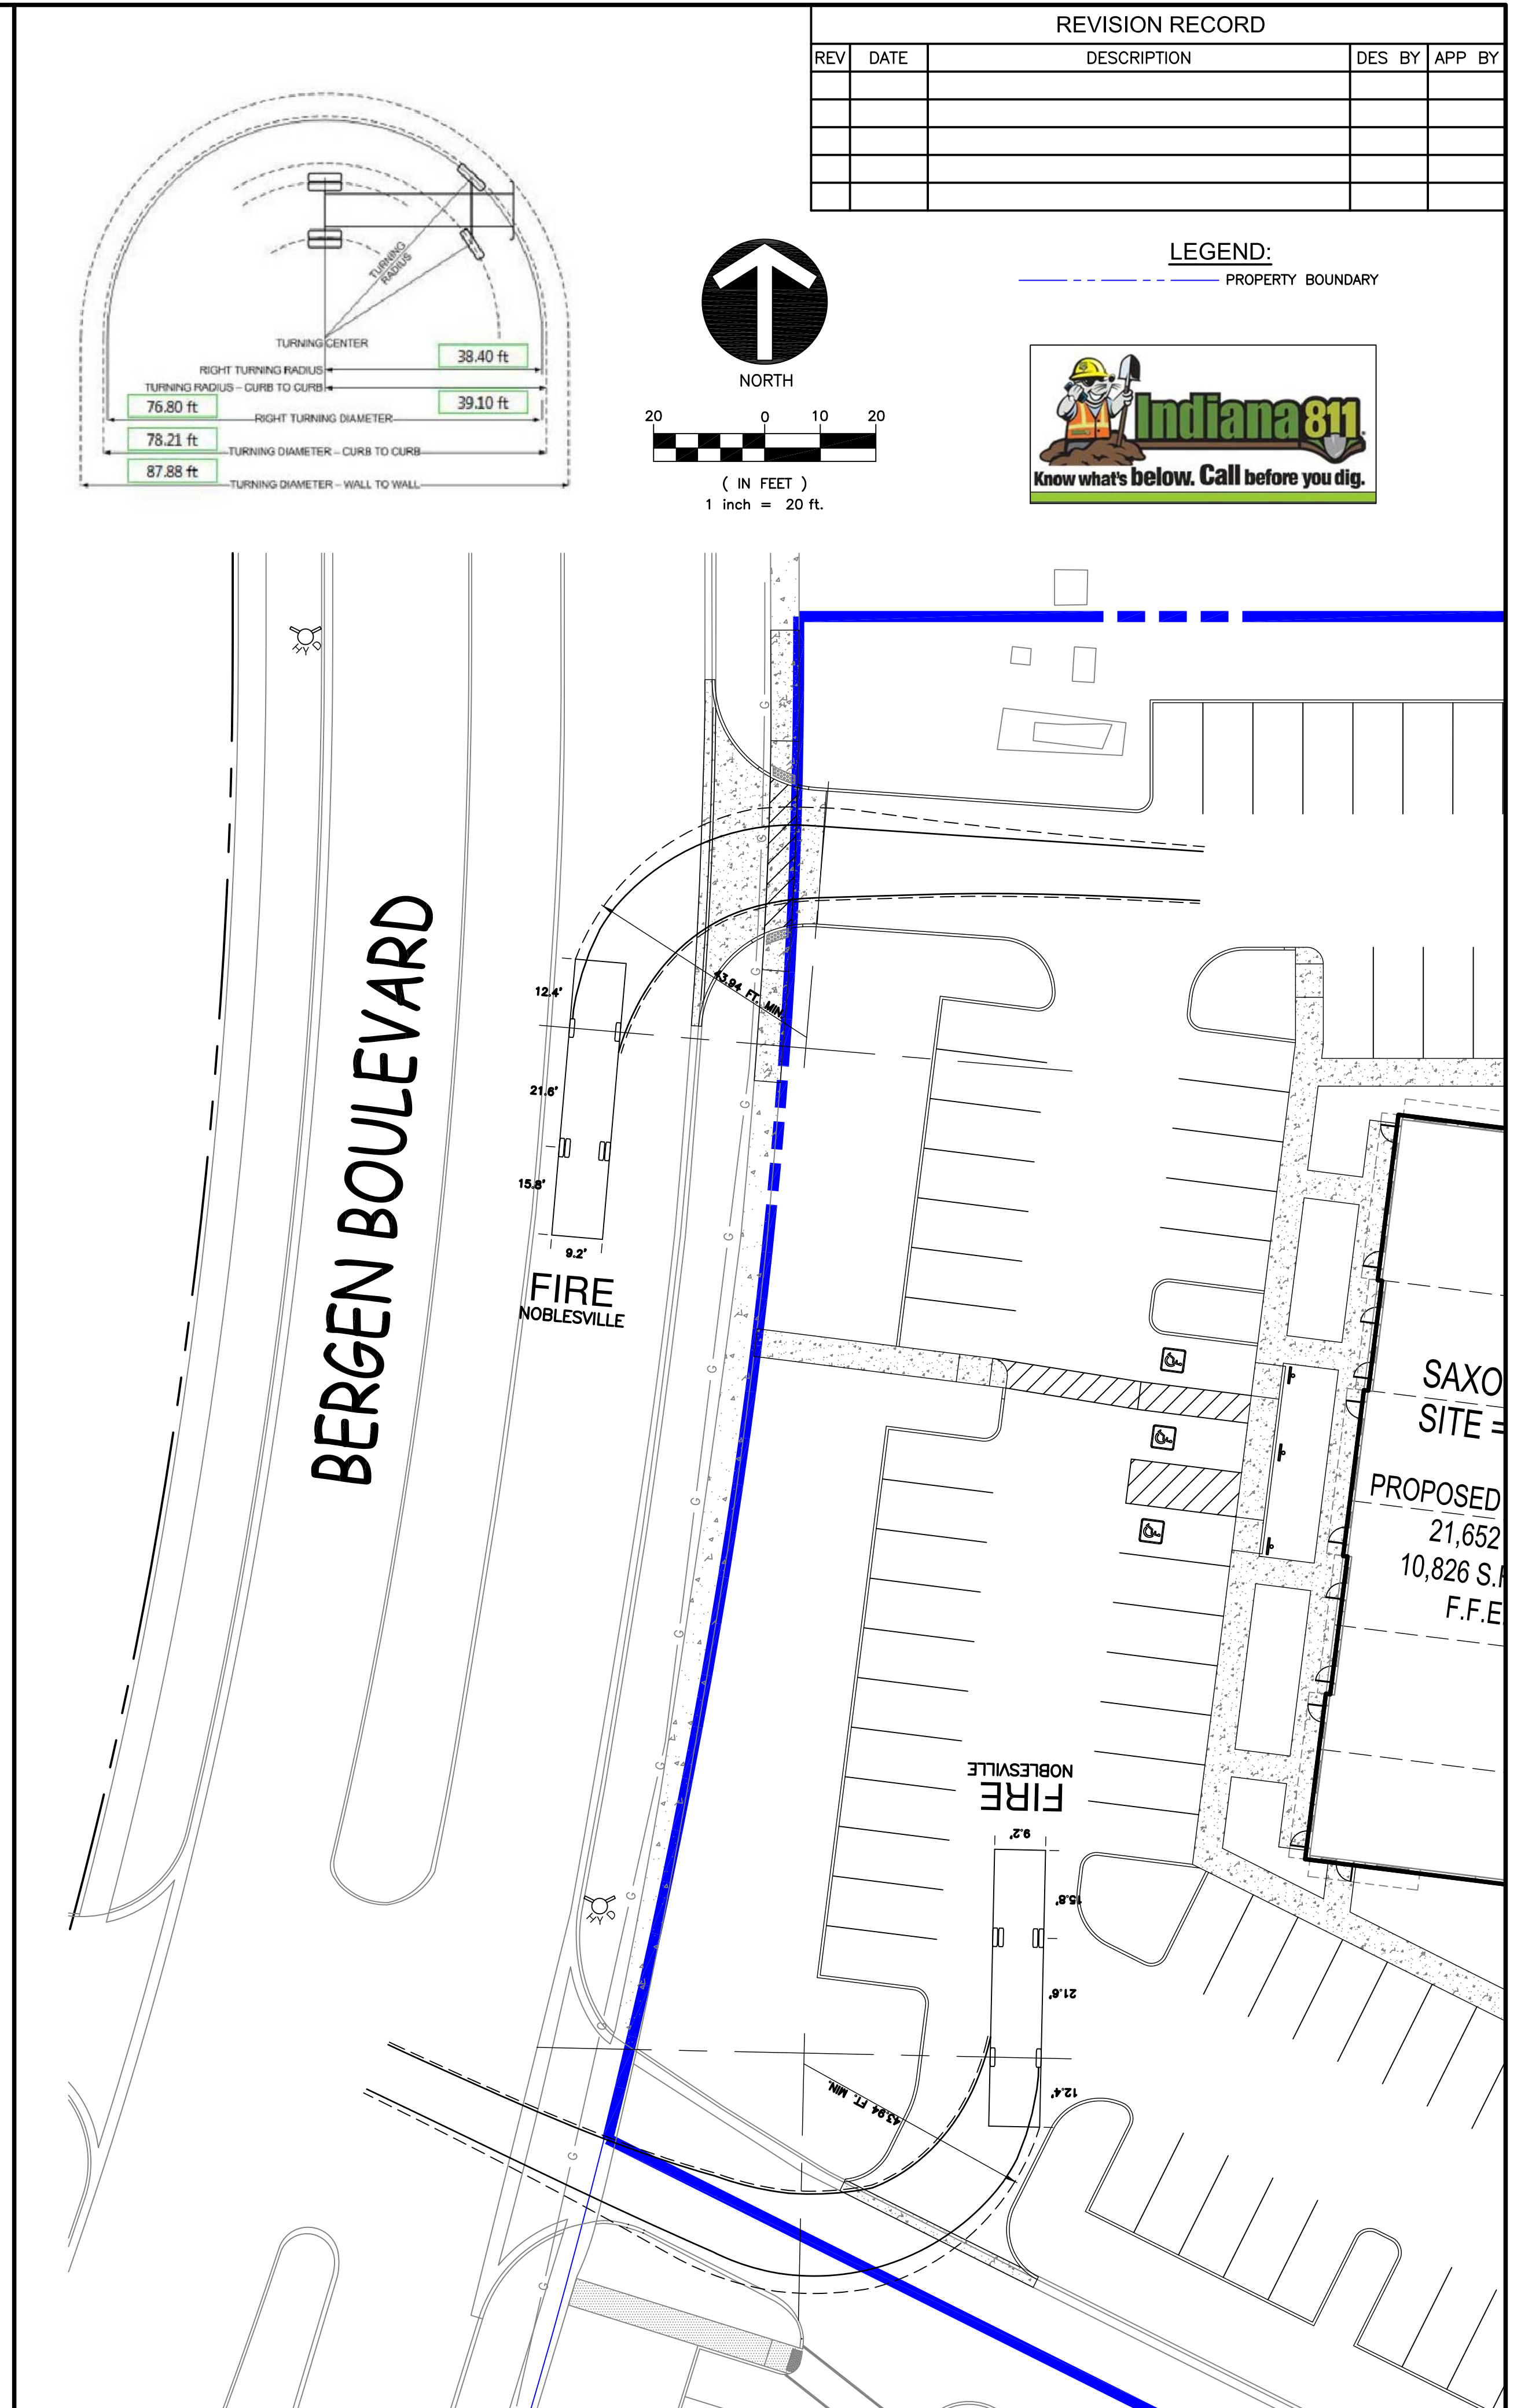 REVISION RECORD
REV DATE DESCRIPTION DES BY APP BY
TURNING RADIUS
TURNING CENTER
38.40 ft
RIGHT TURNING RADIUS
TURNING RADIUS – CURB TO CURB
76.80 ft
39.10 ft
RIGHT TURNING DIAMETER
78.21 ft
TURNING DIAMETER – CURB TO CURB
87.88 ft
TURNING DIAMETER – WALL TO WALL
NORTH
20 0 10 20
( IN FEET )
1 inch = 20 ft.
LEGEND:
PROPERTY BOUNDARY
Indiana 811
Know what's below. Call before you dig.
HYD
G
G
G
BERGEN BOULEVARD
12.4'
43.94 FT. MIN.
21.6'
15.8'
9.2'
FIRE
NOBLESVILLE
G
G
G
G
G
G
G
G
SAXO
SITE =
PROPOSED
21,652
10,826 S.F
F.F.E.
NOBLESVILLE
FIRE
9.2'
15.8'
HYD
G
G
21.6'
12.4'
43.94 FT. MIN.
G
G
G